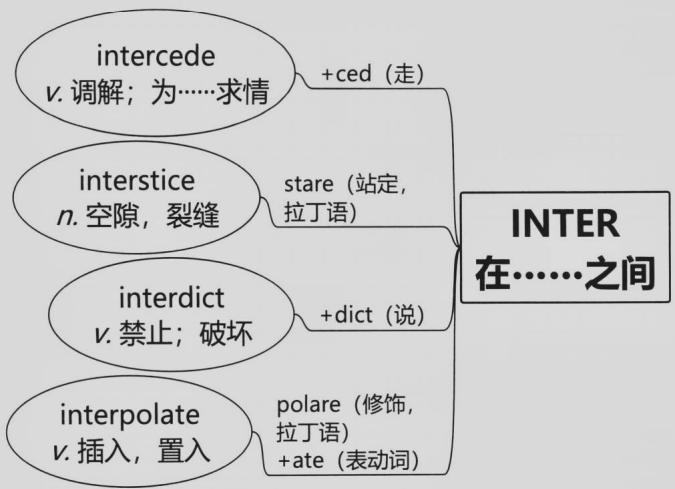 intercede
v. 调解；为……求情
+ced（走）
interstice
n. 空隙，裂缝
stare（站定，
拉丁语）
INTER
在……之间
interdict
v. 禁止；破坏
+dict（说）
interpolate
v. 插入，置入
polare（修饰，
拉丁语）
+ate（表动词）